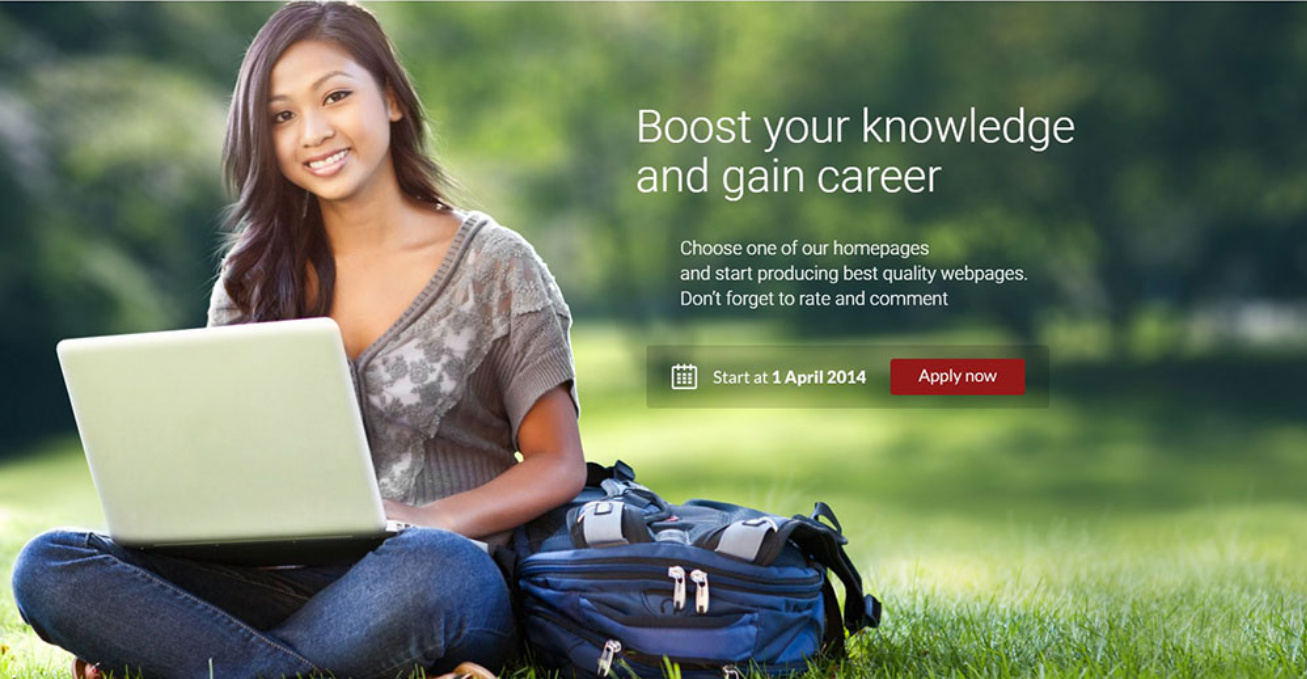 Boost your knowledge
and gain career
Choose one of our homepages
and start producing best quality webpages.
Don't forget to rate and comment
Start at 1 April 2014
Apply now